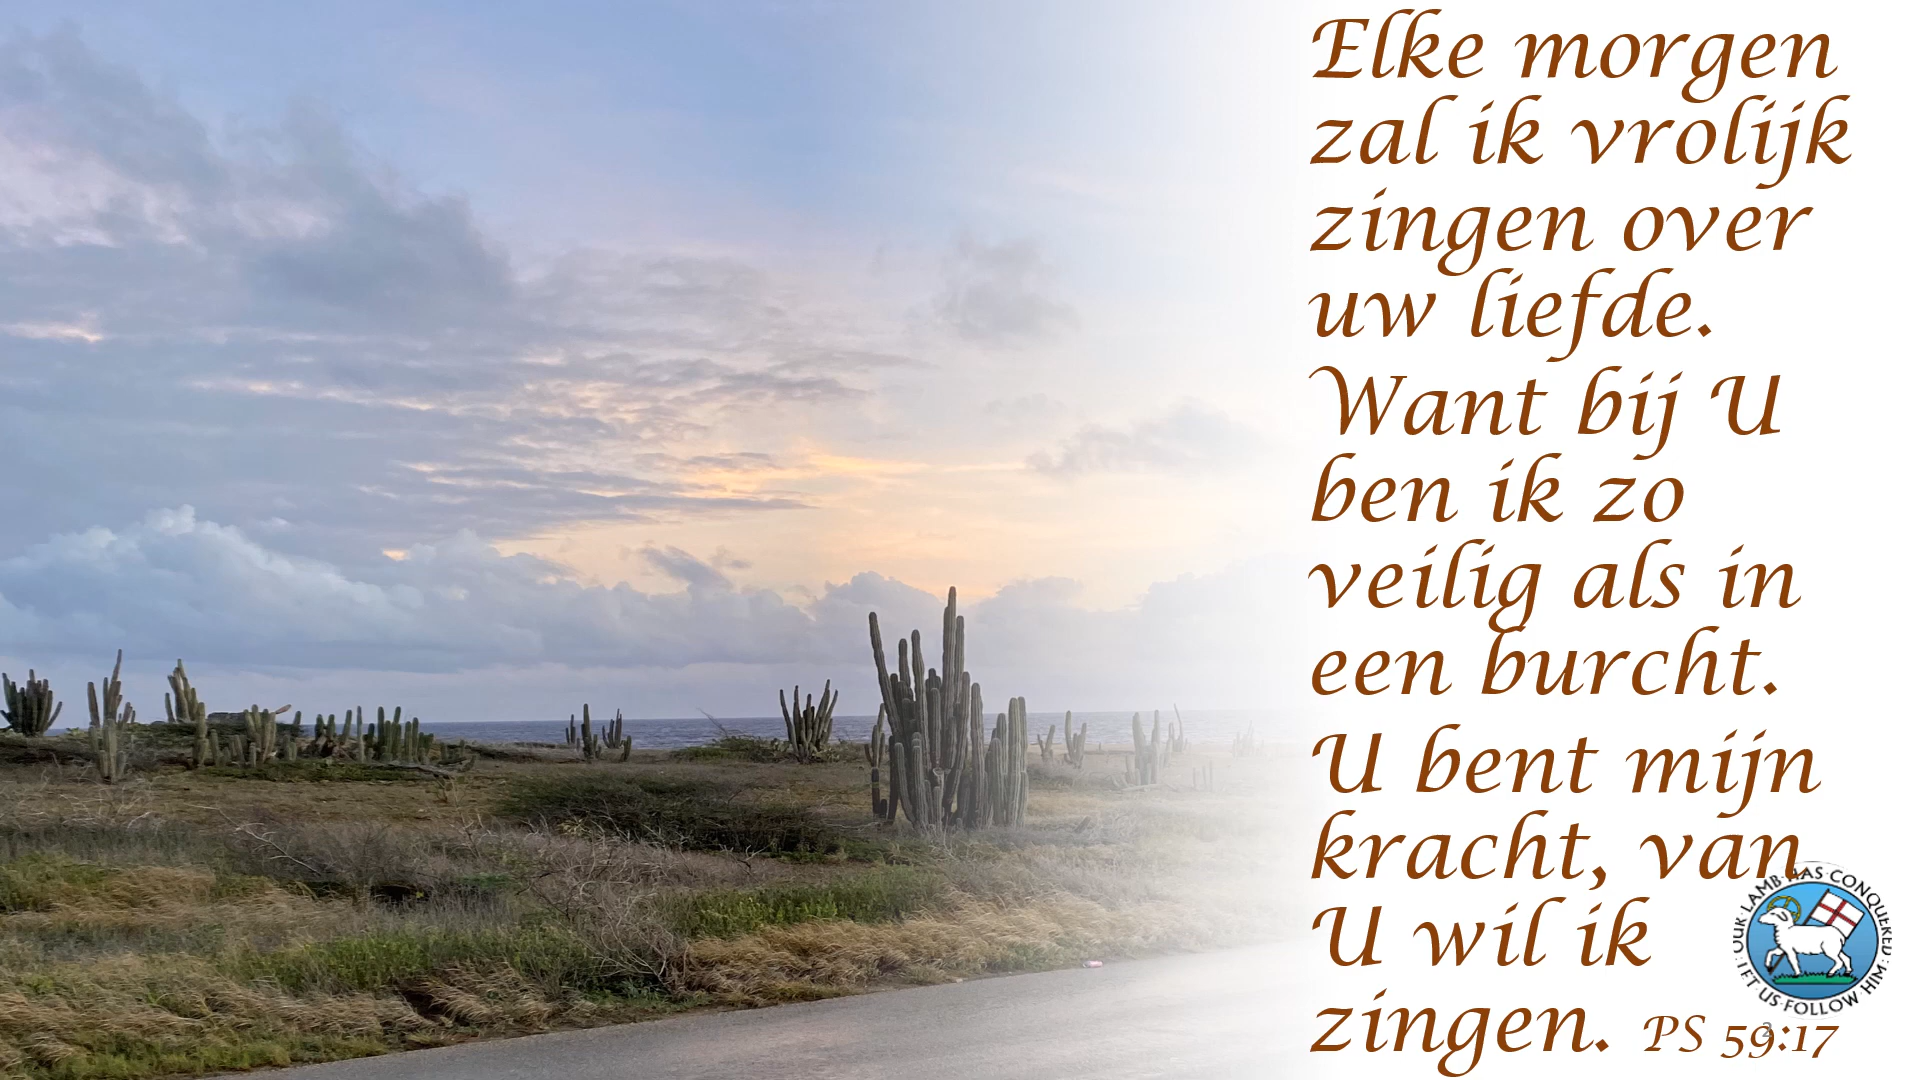 Elke morgen
zal ik vrolijk
zingen over
uw liefde.
Want bij U
ben ik zo
veilig als in
een burcht.
U bent mijn
kracht, van
U wil ik
zingen. PS 59:17
OUR · LAMB · HAS · CONQUERED
LET · US · FOLLOW HIM
2